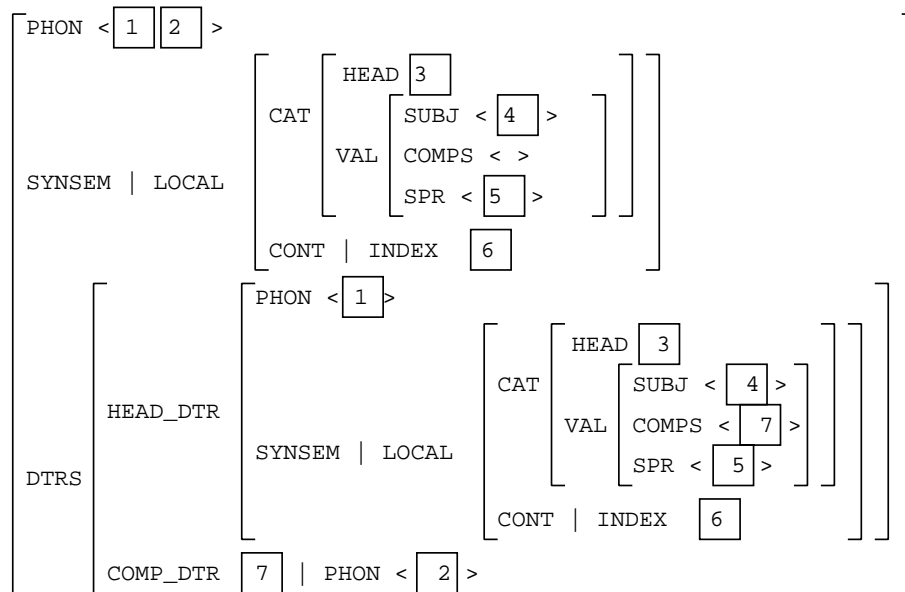 PHON < 1 2 >
HEAD 3
CAT
SUBJ < 4 >
VAL COMPS < >
SYNSEM | LOCAL
SPR < 5 >
CONT | INDEX 6
PHON < 1 >
HEAD 3
CAT SUBJ < 4 >
HEAD_DTR
VAL COMPS < 7 >
SYNSEM | LOCAL
SPR < 5 >
DTRS
CONT | INDEX 6
COMP_DTR 7 | PHON < 2 >